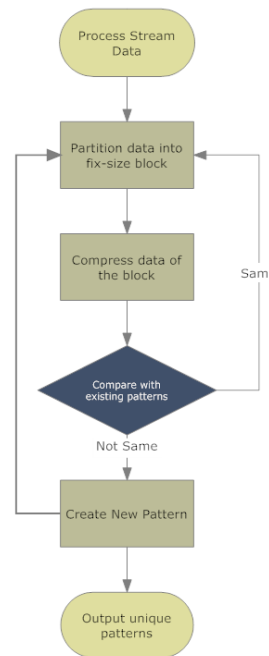 Process Stream
Data
Partition data into
fix-size block
Compress data of
the block
Sam
Compare with
existing patterns
Not Same
Create New Pattern
Output unique
patterns